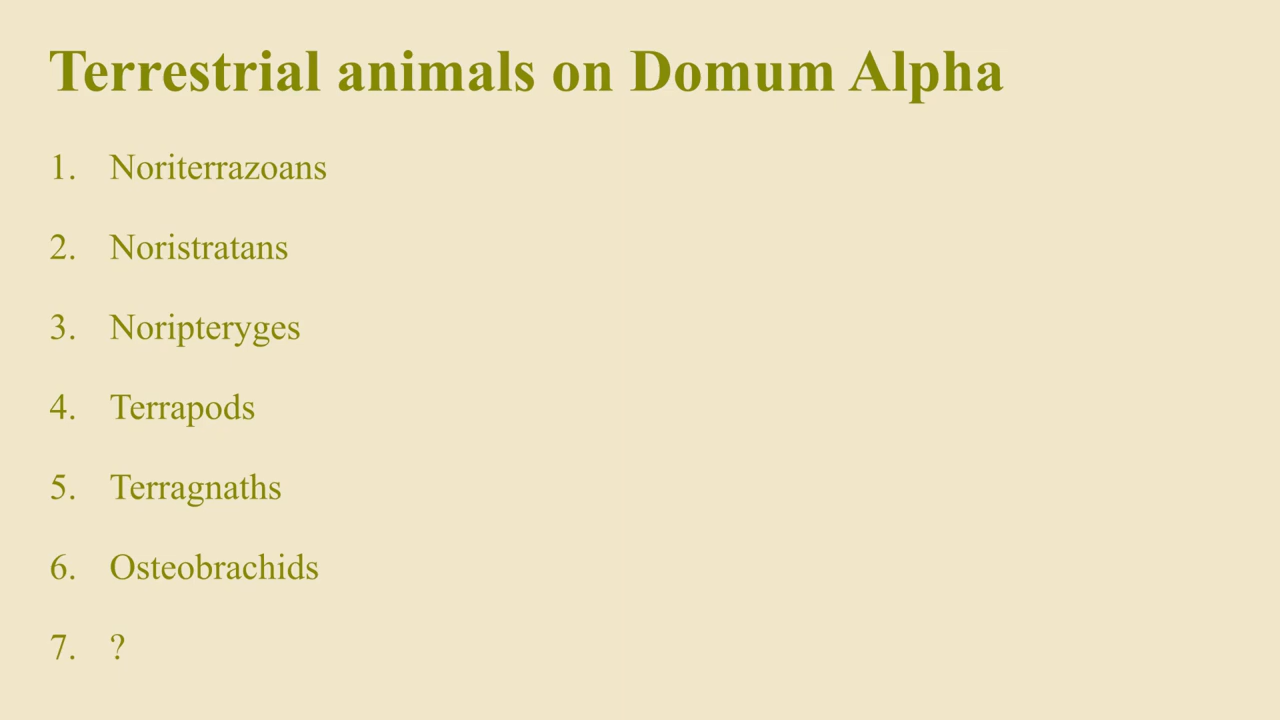 Terrestrial animals on Domum Alpha
1. Noriterrazoans
2. Noristratans
3. Noripteryges
4. Terrapods
5. Terragnaths
6. Osteobrachids
7. ?